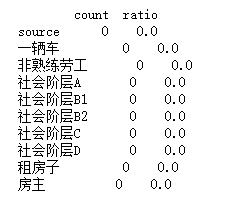 count ratio
source 0 0.0
一辆车 0 0.0
非熟练劳工 0 0.0
社会阶层A 0 0.0
社会阶层B1 0 0.0
社会阶层B2 0 0.0
社会阶层C 0 0.0
社会阶层D 0 0.0
租房子 0 0.0
房主 0 0.0